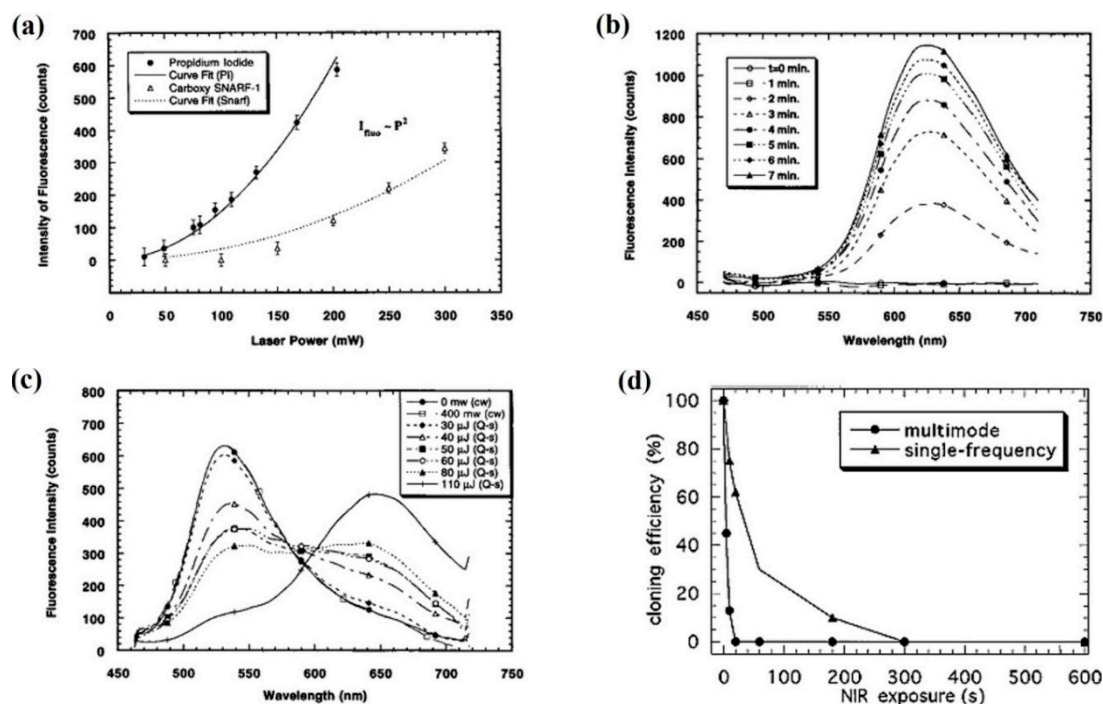 (a)
700
600
500
400
300
200
100
0
Intensity of Fluorescence (counts)
Propidium Iodide
Curve Fit (PI)
Carboxy SNARF-1
Curve Fit (Snarf)
I fluo ~ P²
0 50 100 150 200 250 300 350
Laser Power (mW)
(b)
1200
1000
800
600
400
200
0
Fluorescence Intensity (counts)
t=0 min.
1 min.
2 min.
3 min.
4 min.
5 min.
6 min.
7 min.
450 500 550 600 650 700 750
Wavelength (nm)
(c)
800
700
600
500
400
300
200
100
0
Fluorescence Intensity (counts)
0 mw (cw)
400 mw (cw)
30 µJ (Q-s)
40 µJ (Q-s)
50 µJ (Q-s)
60 µJ (Q-s)
80 µJ (Q-s)
110 µJ (Q-s)
450 500 550 600 650 700 750
Wavelength (nm)
(d)
100
80
60
40
20
0
cloning efficiency (%)
multimode
single-frequency
0 100 200 300 400 500 600
NIR exposure (s)